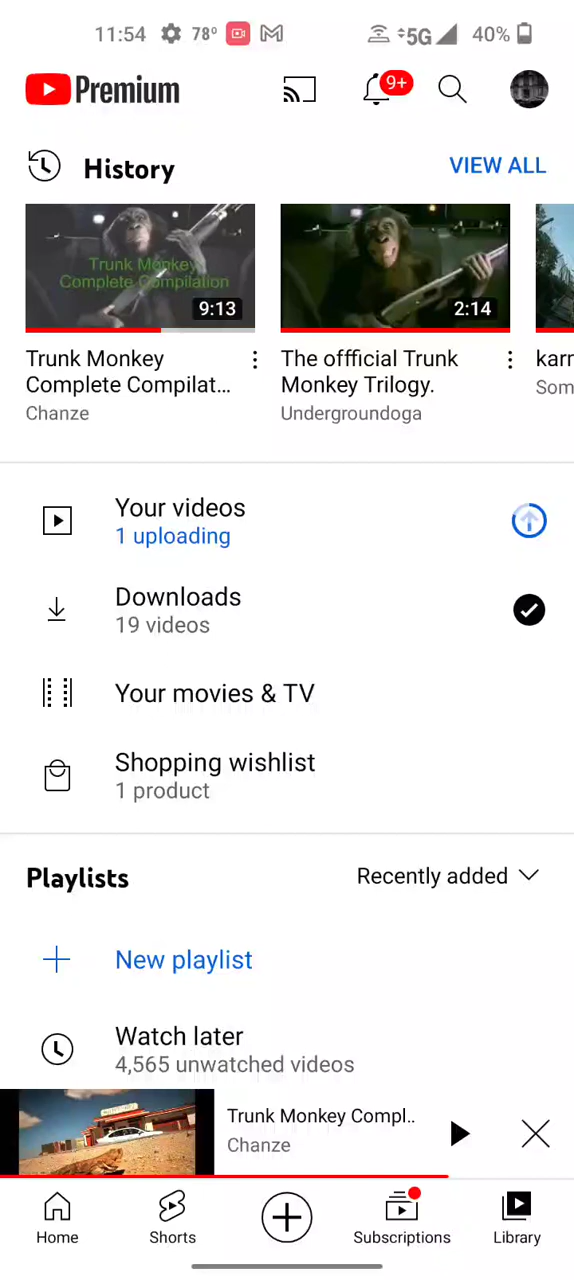 11:54 78° 5G 40%
Premium 9+
History VIEW ALL
Trunk Monkey
Complete Compilation
9:13
2:14
Trunk Monkey
Complete Compilat...
Chanze
The offficial Trunk
Monkey Trilogy.
Undergroundoga
karr
Som
Your videos
1 uploading
Downloads
19 videos
Your movies & TV
Shopping wishlist
1 product
Playlists Recently added
New playlist
Watch later
4,565 unwatched videos
Trunk Monkey Compl..
Chanze
Home Shorts Subscriptions Library